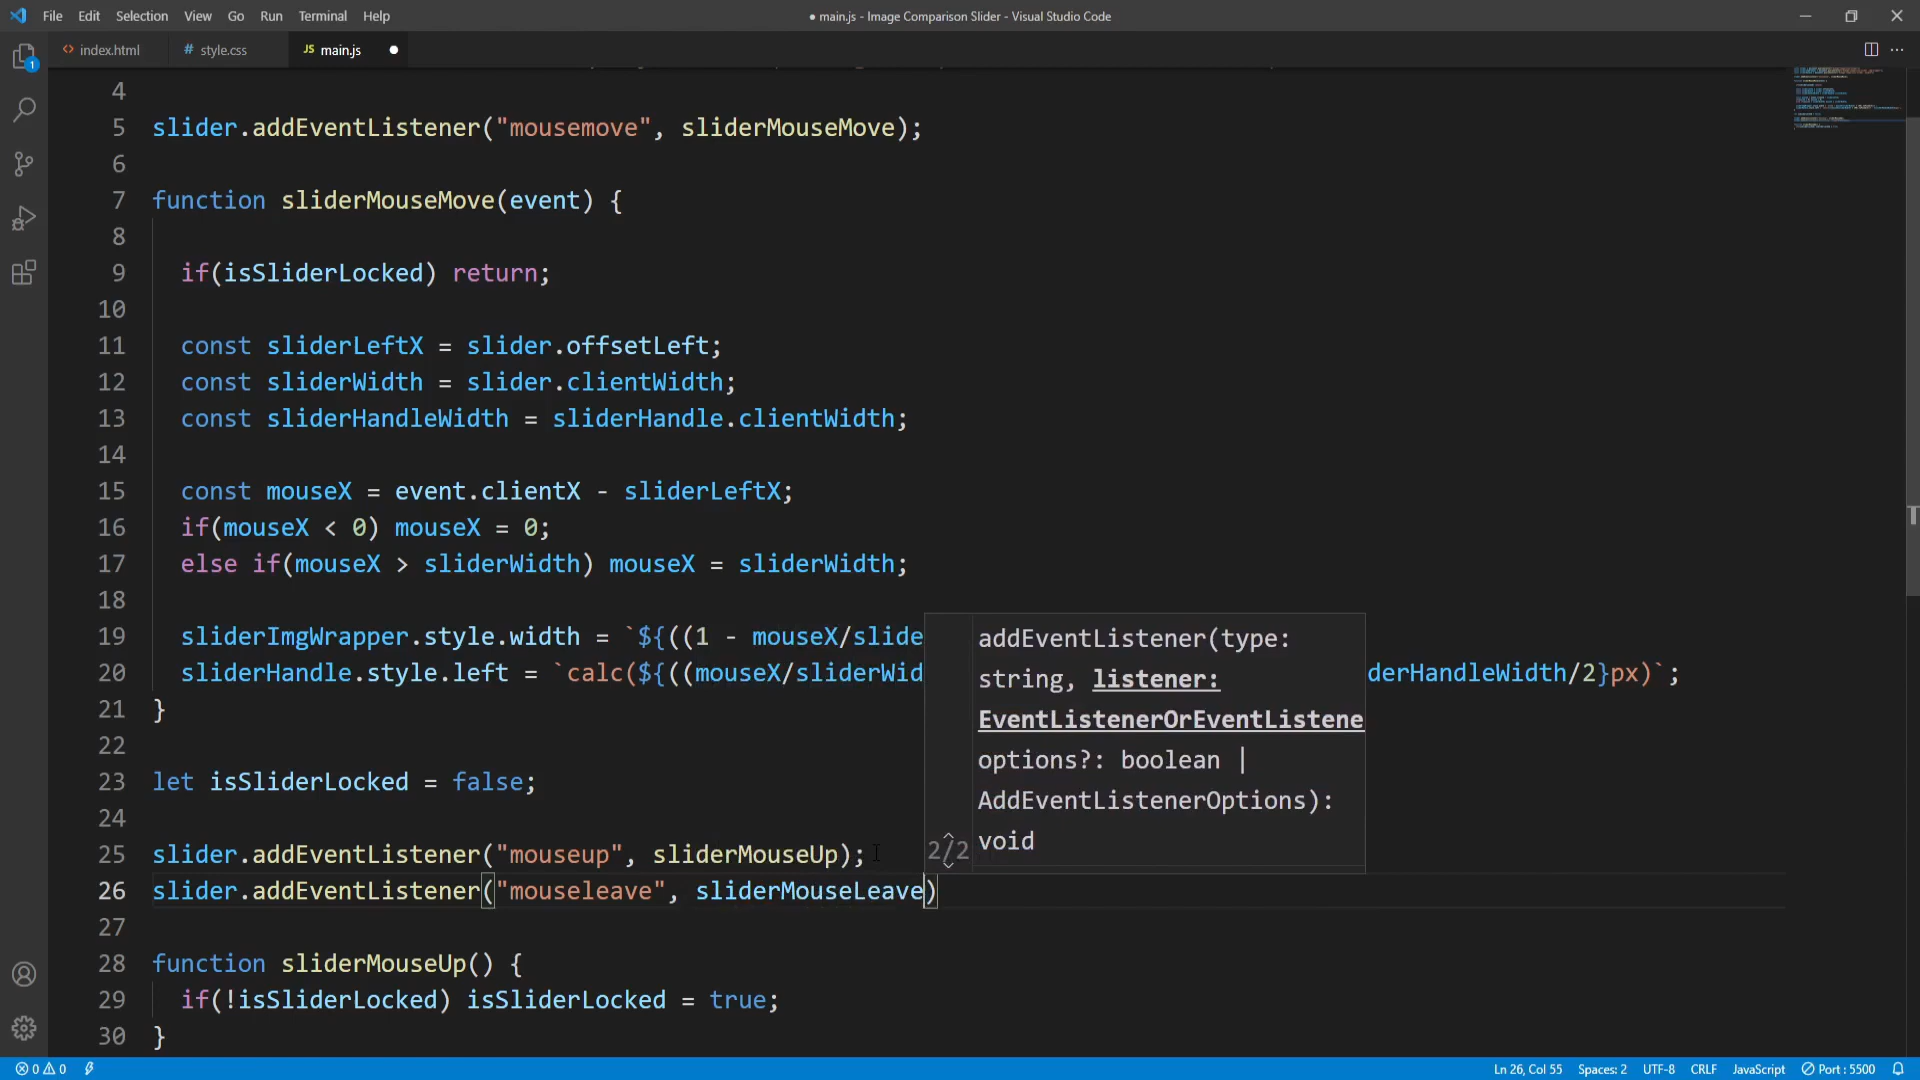 File Edit Selection View Go Run Terminal Help
● main.js - Image Comparison Slider - Visual Studio Code
index.html
# style.css
JS main.js ●
1
4
5 slider.addEventListener("mousemove", sliderMouseMove);
6
7 function sliderMouseMove(event) {
8
9 if(isSliderLocked) return;
10
11 const sliderLeftX = slider.offsetLeft;
12 const sliderWidth = slider.clientWidth;
13 const sliderHandleWidth = sliderHandle.clientWidth;
14
15 const mouseX = event.clientX - sliderLeftX;
16 if(mouseX < 0) mouseX = 0;
17 else if(mouseX > sliderWidth) mouseX = sliderWidth;
18
19 sliderImgWrapper.style.width = `${((1 - mouseX/slide
20 sliderHandle.style.left = `calc(${((mouseX/sliderWid
derHandleWidth/2}px)`;
21 }
22
23 let isSliderLocked = false;
24
25 slider.addEventListener("mouseup", sliderMouseUp);
26 slider.addEventListener("mouseleave", sliderMouseLeave)
27
28 function sliderMouseUp() {
29 if(!isSliderLocked) isSliderLocked = true;
30 }
addEventListener(type:
string, listener:
EventListenerOrEventListene
options?: boolean |
AddEventListenerOptions):
void
2/2
0 0
Ln 26, Col 55 Spaces: 2 UTF-8 CRLF JavaScript Port : 5500